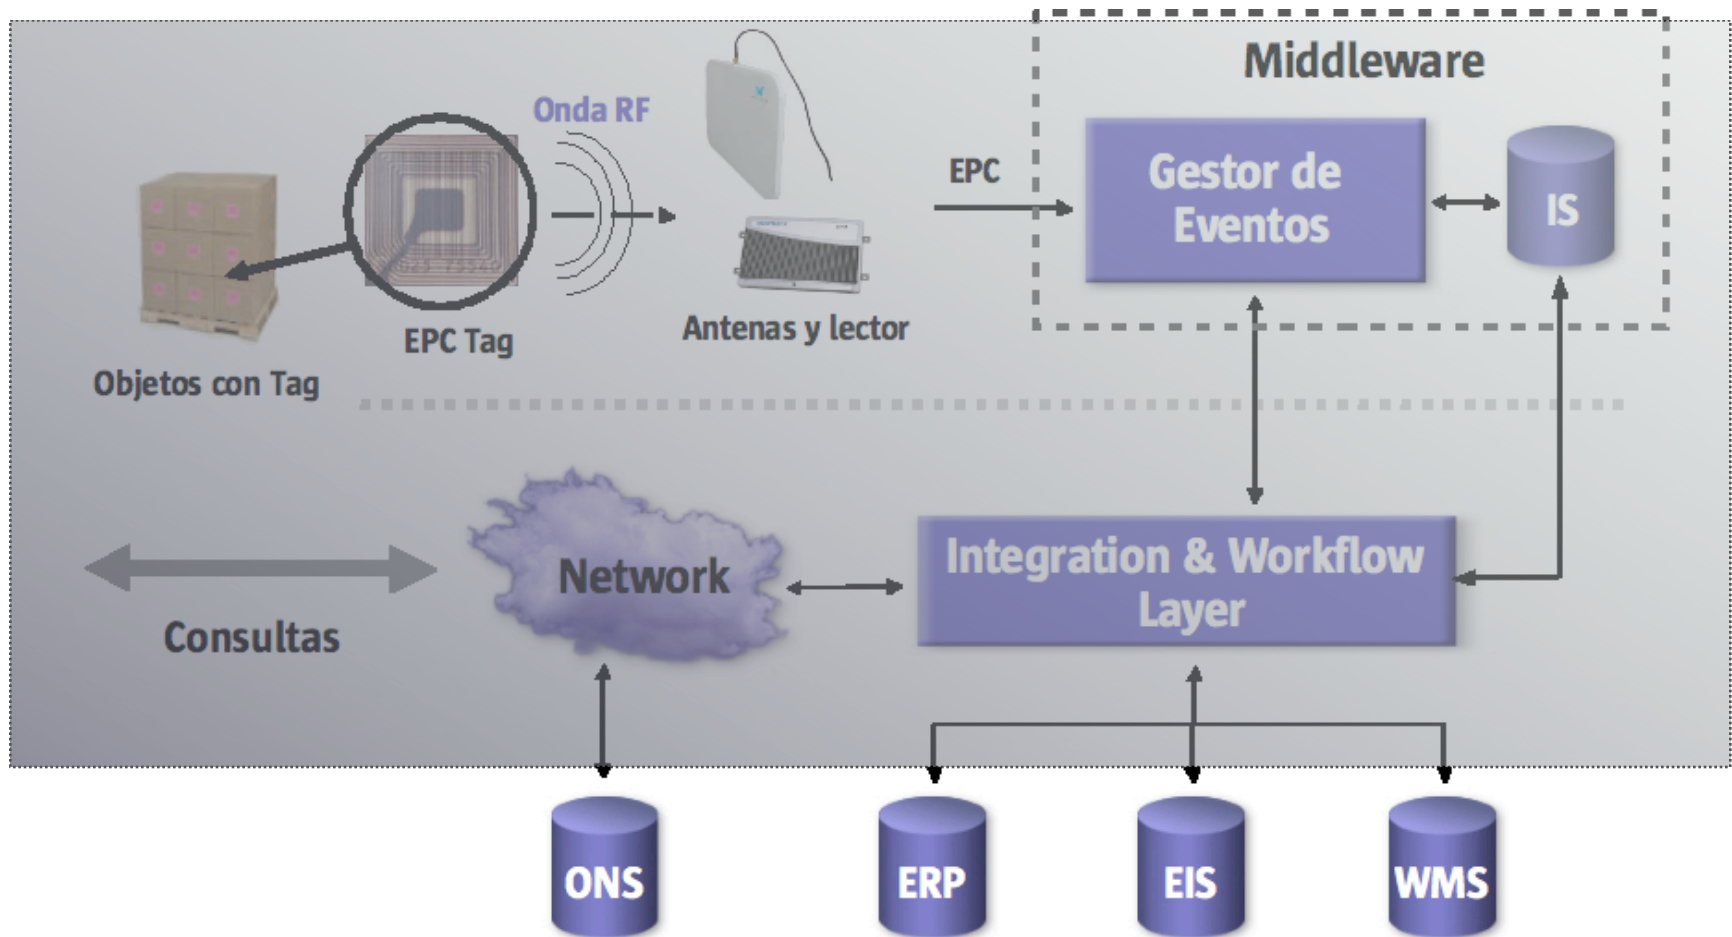 Middleware
Onda RF
EPC
Gestor de
Eventos
IS
EPC Tag
Antenas y lector
Objetos con Tag
Network
Integration & Workflow
Layer
Consultas
ONS
ERP
EIS
WMS